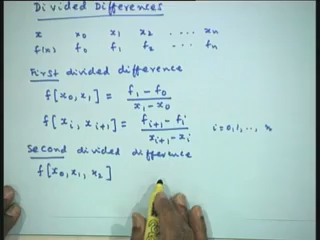 Divided Differences
x x0 x1 x2 .... xn
f(x) f0 f1 f2 .... fn
First divided difference
f[x0, x1] = (f1 - f0) / (x1 - x0)
f[xi, xi+1] = (fi+1 - fi) / (xi+1 - xi) i=0,1,.., n
Second divided difference
f[x0, x1, x2]